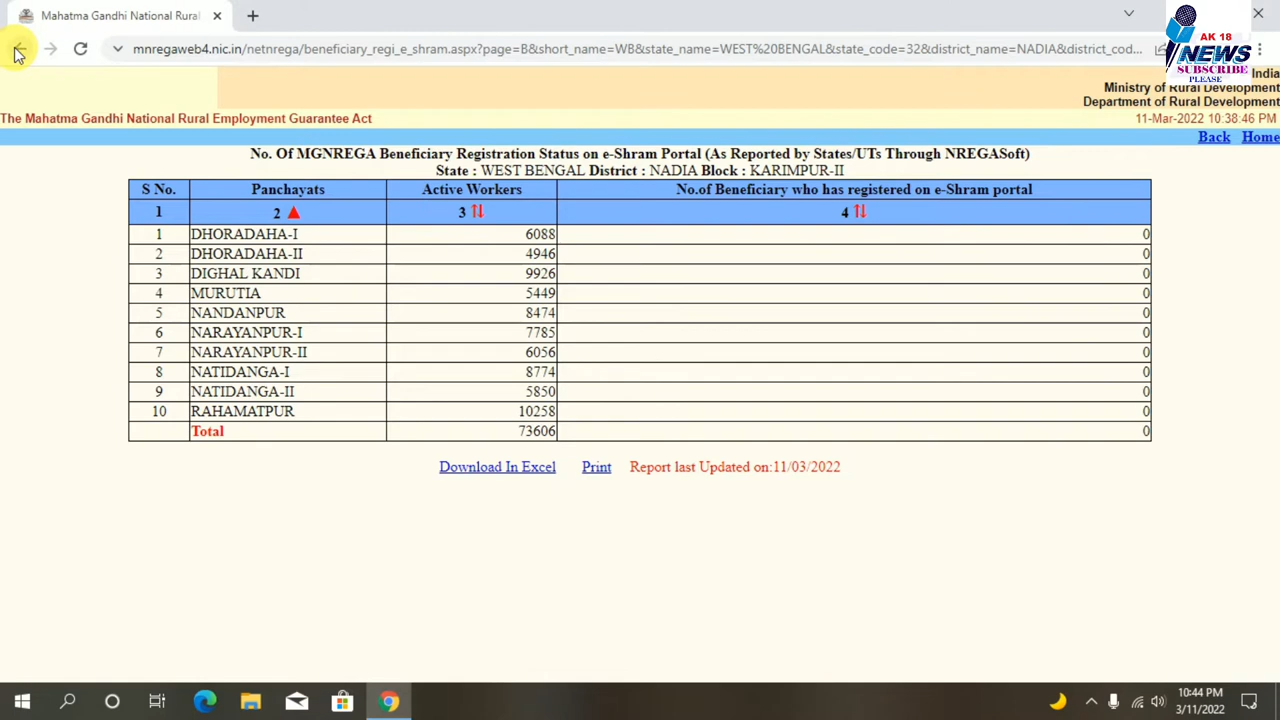 Mahatma Gandhi National Rural
AK 18
NEWS
SUBSCRIBE
PLEASE
mnregaweb4.nic.in/netnrega/beneficiary_regi_e_shram.aspx?page=B&short_name=WB&state_name=WEST%20BENGAL&state_code=32&district_name=NADIA&district_cod...
India
Ministry of Rural Development
Department of Rural Development
The Mahatma Gandhi National Rural Employment Guarantee Act 11-Mar-2022 10:38:46 PM
Back Home
No. Of MGNREGA Beneficiary Registration Status on e-Shram Portal (As Reported by States/UTs Through NREGASoft)
State : WEST BENGAL District : NADIA Block : KARIMPUR-II
S No. Panchayats Active Workers No.of Beneficiary who has registered on e-Shram portal
1 2 3 4
1 DHORADAHA-I 6088 0
2 DHORADAHA-II 4946 0
3 DIGHAL KANDI 9926 0
4 MURUTIA 5449 0
5 NANDANPUR 8474 0
6 NARAYANPUR-I 7785 0
7 NARAYANPUR-II 6056 0
8 NATIDANGA-I 8774 0
9 NATIDANGA-II 5850 0
10 RAHAMATPUR 10258 0
Total 73606 0
Download In Excel Print Report last Updated on:11/03/2022
10:44 PM
3/11/2022